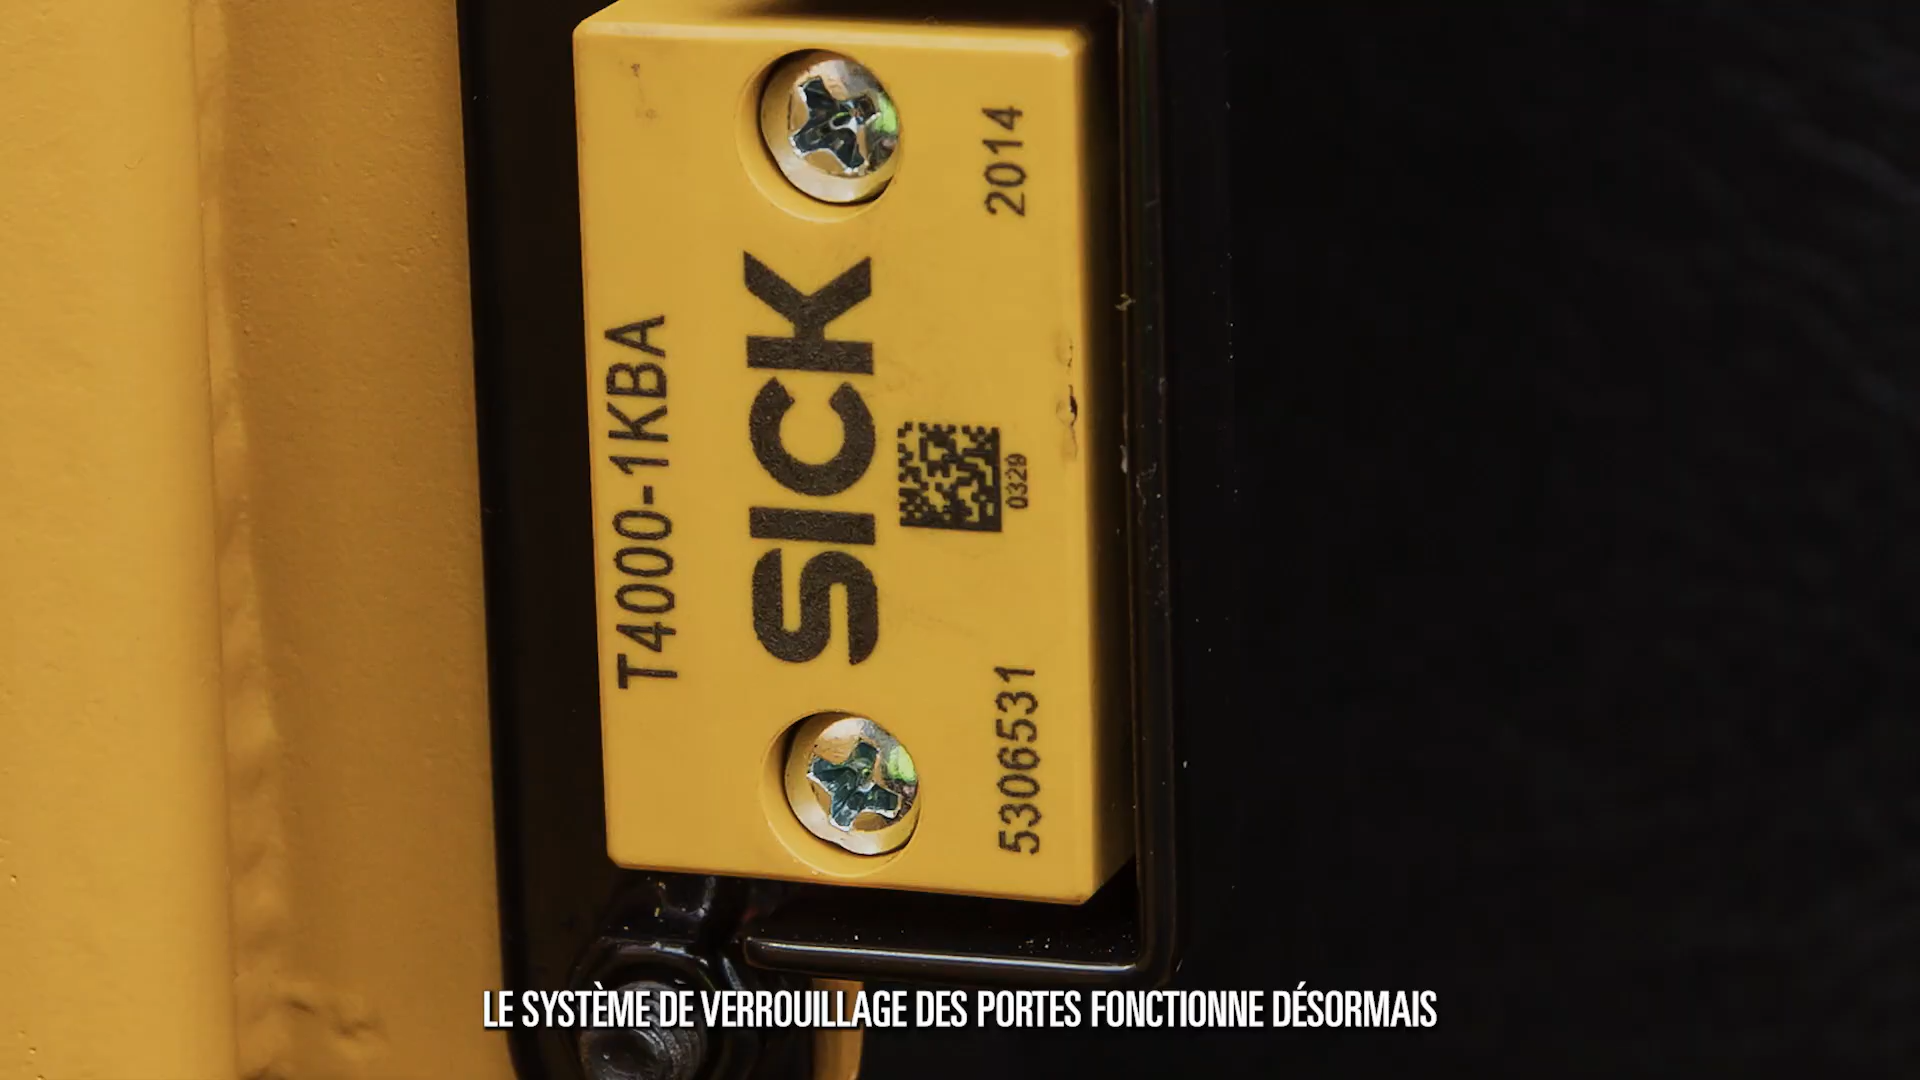 T4000-1KBA
SICK
0329
5306531
2014
LE SYSTÈME DE VERROUILLAGE DES PORTES FONCTIONNE DÉSORMAIS